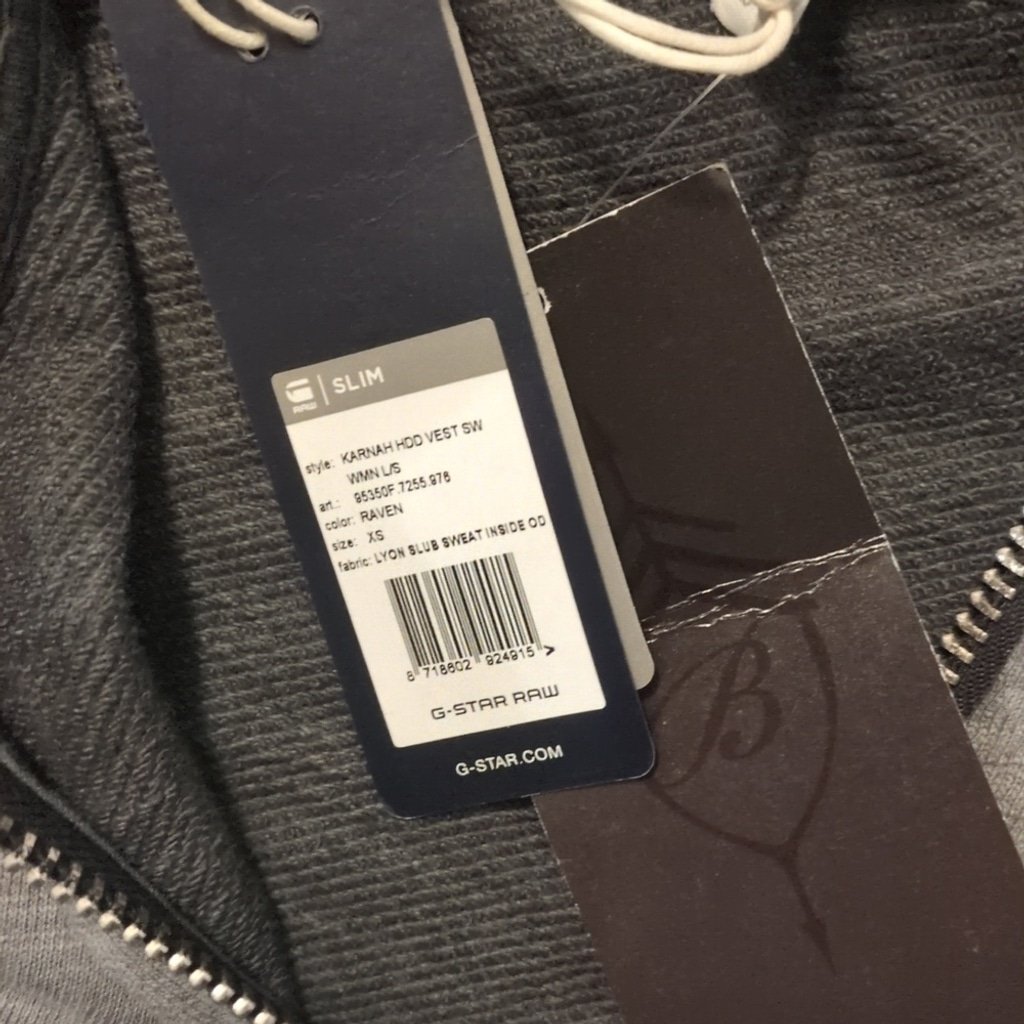 RAW | SLIM
style: KARNAH HDD VEST SW
WMN L/S
art.: 95350F.7255.976
color: RAVEN
size: XS
fabric: LYON SLUB SWEAT INSIDE OD
8 718602 924915 >
G-STAR RAW
G-STAR.COM
B